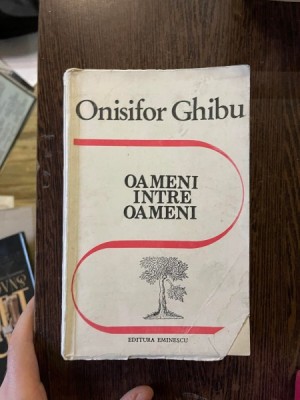 Onisifor Ghibu
OAMENI
INTRE
OAMENI
EDITURA EMINESCU